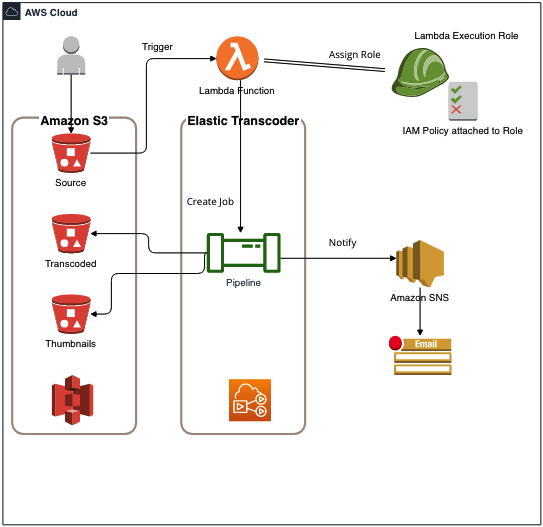 AWS Cloud
Lambda Execution Role
Trigger
Assign Role
Lambda Function
Amazon S3
Elastic Transcoder
IAM Policy attached to Role
Source
Create Job
Transcoded
Notify
Pipeline
Amazon SNS
Thumbnails
Email